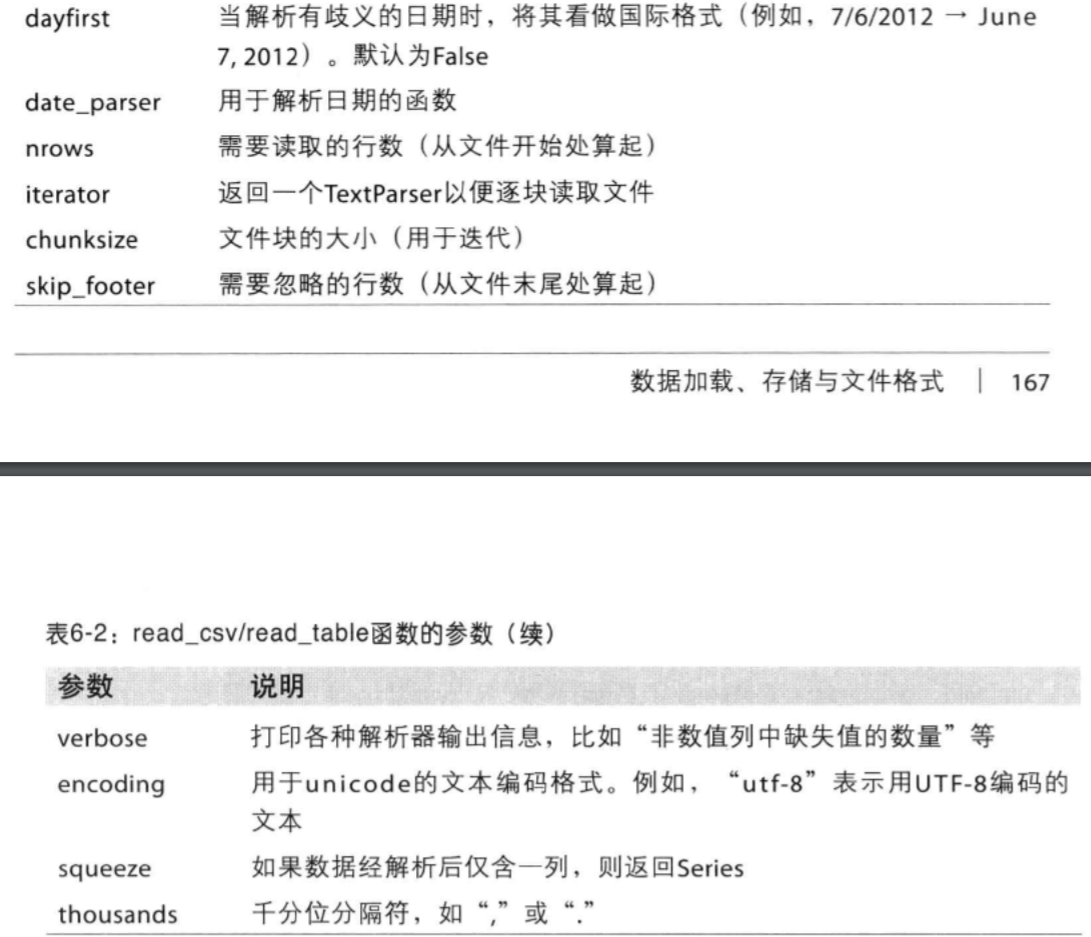 dayfirst 当解析有歧义的日期时，将其看做国际格式（例如，7/6/2012 → June
7, 2012）。默认为False
date_parser 用于解析日期的函数
nrows 需要读取的行数（从文件开始处算起）
iterator 返回一个TextParser以便逐块读取文件
chunksize 文件块的大小（用于迭代）
skip_footer 需要忽略的行数（从文件末尾处算起）
数据加载、存储与文件格式 | 167
表6-2：read_csv/read_table函数的参数（续）
参数 说明
verbose 打印各种解析器输出信息，比如“非数值列中缺失值的数量”等
encoding 用于unicode的文本编码格式。例如，“utf-8”表示用UTF-8编码的
文本
squeeze 如果数据经解析后仅含一列，则返回Series
thousands 千分位分隔符，如“,”或“.”